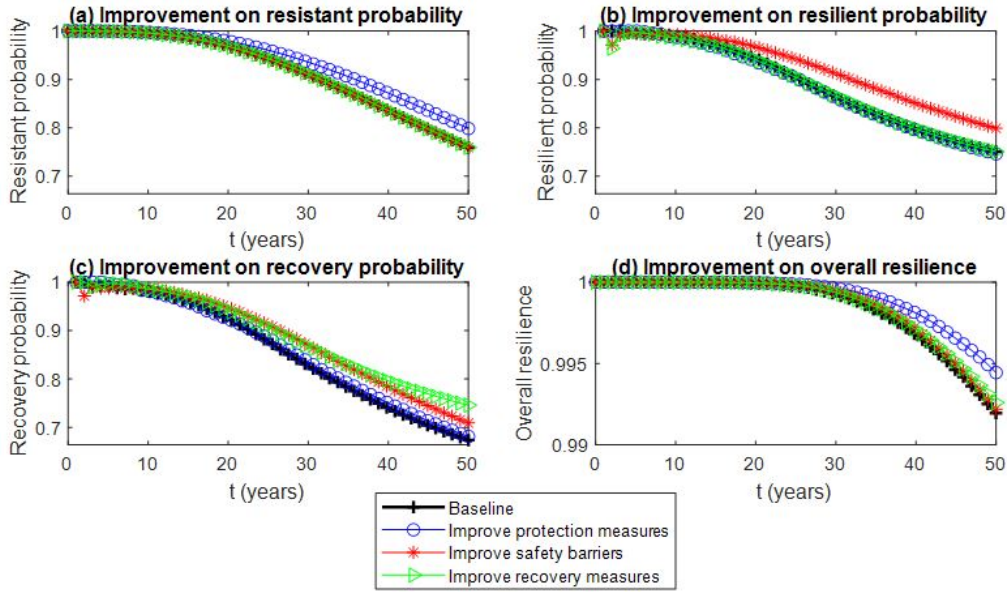 (a) Improvement on resistant probability
Resistant probability
1
0.9
0.8
0.7
0 10 20 30 40 50
t (years)
(b) Improvement on resilient probability
Resilient probability
1
0.9
0.8
0.7
0 10 20 30 40 50
t (years)
(c) Improvement on recovery probability
Recovery probability
1
0.9
0.8
0.7
0 10 20 30 40 50
t (years)
(d) Improvement on overall resilience
Overall resilience
1
0.995
0.99
0 10 20 30 40 50
t (years)
Baseline
Improve protection measures
Improve safety barriers
Improve recovery measures